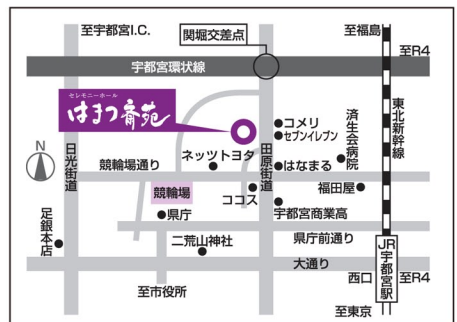 至宇都宮I.C.
関堀交差点
至福島
至R4
宇都宮環状線
セレモニーホール
はまつ斎苑
コメリ
セブンイレブン
済生会病院
東北新幹線
N
日光街道
競輪場通り
ネッツトヨタ
田原街道
はなまる
競輪場
ココス
福田屋
県庁
宇都宮商業高
足銀本店
二荒山神社
県庁前通り
大通り
JR宇都宮駅
西口
至R4
至市役所
至東京